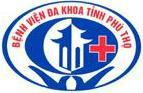 BỆNH VIỆN ĐA KHOA TỈNH PHÚ THỌ